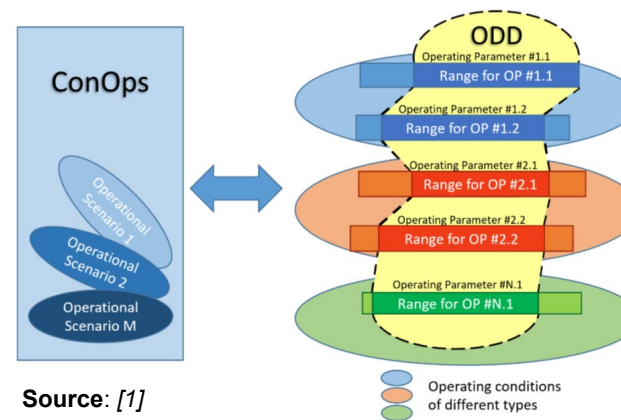 ConOps
Operational
Scenario 1
Operational
Scenario 2
Operational
Scenario M
ODD
Operating Parameter #1.1
Range for OP #1.1
Operating Parameter #1.2
Range for OP #1.2
Operating Parameter #2.1
Range for OP #2.1
Operating Parameter #2.2
Range for OP #2.2
Operating Parameter #N.1
Range for OP #N.1
Operating conditions
of different types
Source: [1]